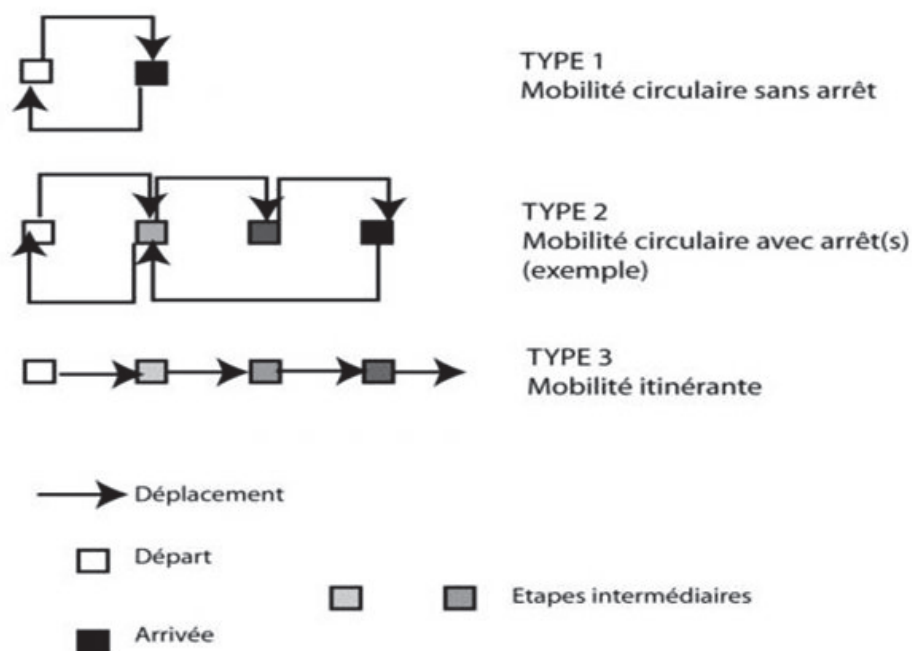 TYPE 1
Mobilité circulaire sans arrêt
TYPE 2
Mobilité circulaire avec arrêt(s)
(exemple)
TYPE 3
Mobilité itinérante
Déplacement
Départ
Etapes intermédiaires
Arrivée